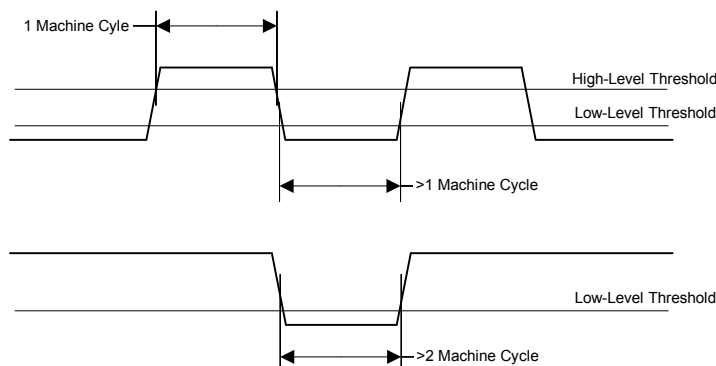 1 Machine Cyle
High-Level Threshold
Low-Level Threshold
>1 Machine Cycle
Low-Level Threshold
>2 Machine Cycle